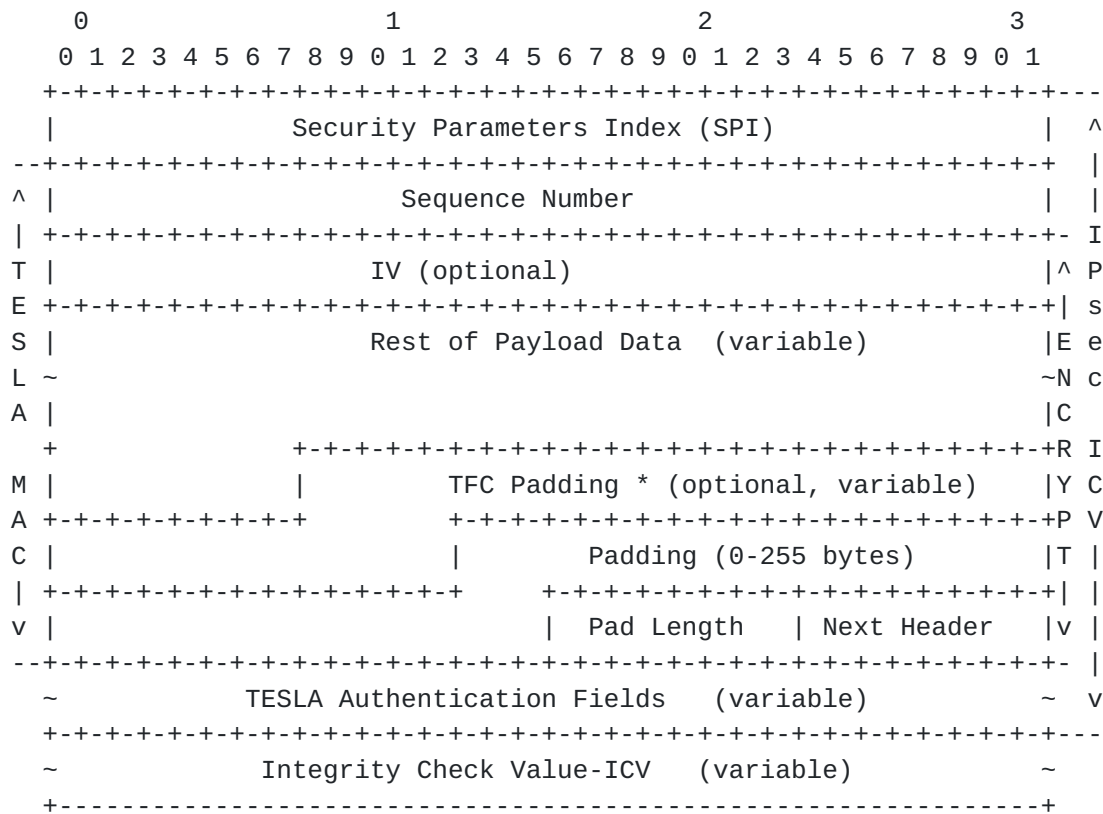 0                   1                   2                   3
   0 1 2 3 4 5 6 7 8 9 0 1 2 3 4 5 6 7 8 9 0 1 2 3 4 5 6 7 8 9 0 1
  +-+-+-+-+-+-+-+-+-+-+-+-+-+-+-+-+-+-+-+-+-+-+-+-+-+-+-+-+-+-+-+-+---
  |               Security Parameters Index (SPI)                 |  ^
--+-+-+-+-+-+-+-+-+-+-+-+-+-+-+-+-+-+-+-+-+-+-+-+-+-+-+-+-+-+-+-+-+  |
^ |                      Sequence Number                          |  |
| +-+-+-+-+-+-+-+-+-+-+-+-+-+-+-+-+-+-+-+-+-+-+-+-+-+-+-+-+-+-+-+-+- I
T |                    IV (optional)                              |^ P
E +-+-+-+-+-+-+-+-+-+-+-+-+-+-+-+-+-+-+-+-+-+-+-+-+-+-+-+-+-+-+-+-+| s
S |                    Rest of Payload Data  (variable)           |E e
L ~                                                               ~N c
A |                                                               |C
  +               +-+-+-+-+-+-+-+-+-+-+-+-+-+-+-+-+-+-+-+-+-+-+-+-+R I
M |               |         TFC Padding * (optional, variable)    |Y C
A +-+-+-+-+-+-+-+-+         +-+-+-+-+-+-+-+-+-+-+-+-+-+-+-+-+-+-+-+P V
C |                         |        Padding (0-255 bytes)        |T |
| +-+-+-+-+-+-+-+-+-+-+-+-+-+     +-+-+-+-+-+-+-+-+-+-+-+-+-+-+-+-+| |
v |                               |  Pad Length   | Next Header   |v |
--+-+-+-+-+-+-+-+-+-+-+-+-+-+-+-+-+-+-+-+-+-+-+-+-+-+-+-+-+-+-+-+-+- |
  ~            TESLA Authentication Fields   (variable)           ~  v
  +-+-+-+-+-+-+-+-+-+-+-+-+-+-+-+-+-+-+-+-+-+-+-+-+-+-+-+-+-+-+-+-+---
  ~             Integrity Check Value-ICV   (variable)            ~
  +---------------------------------------------------------------+